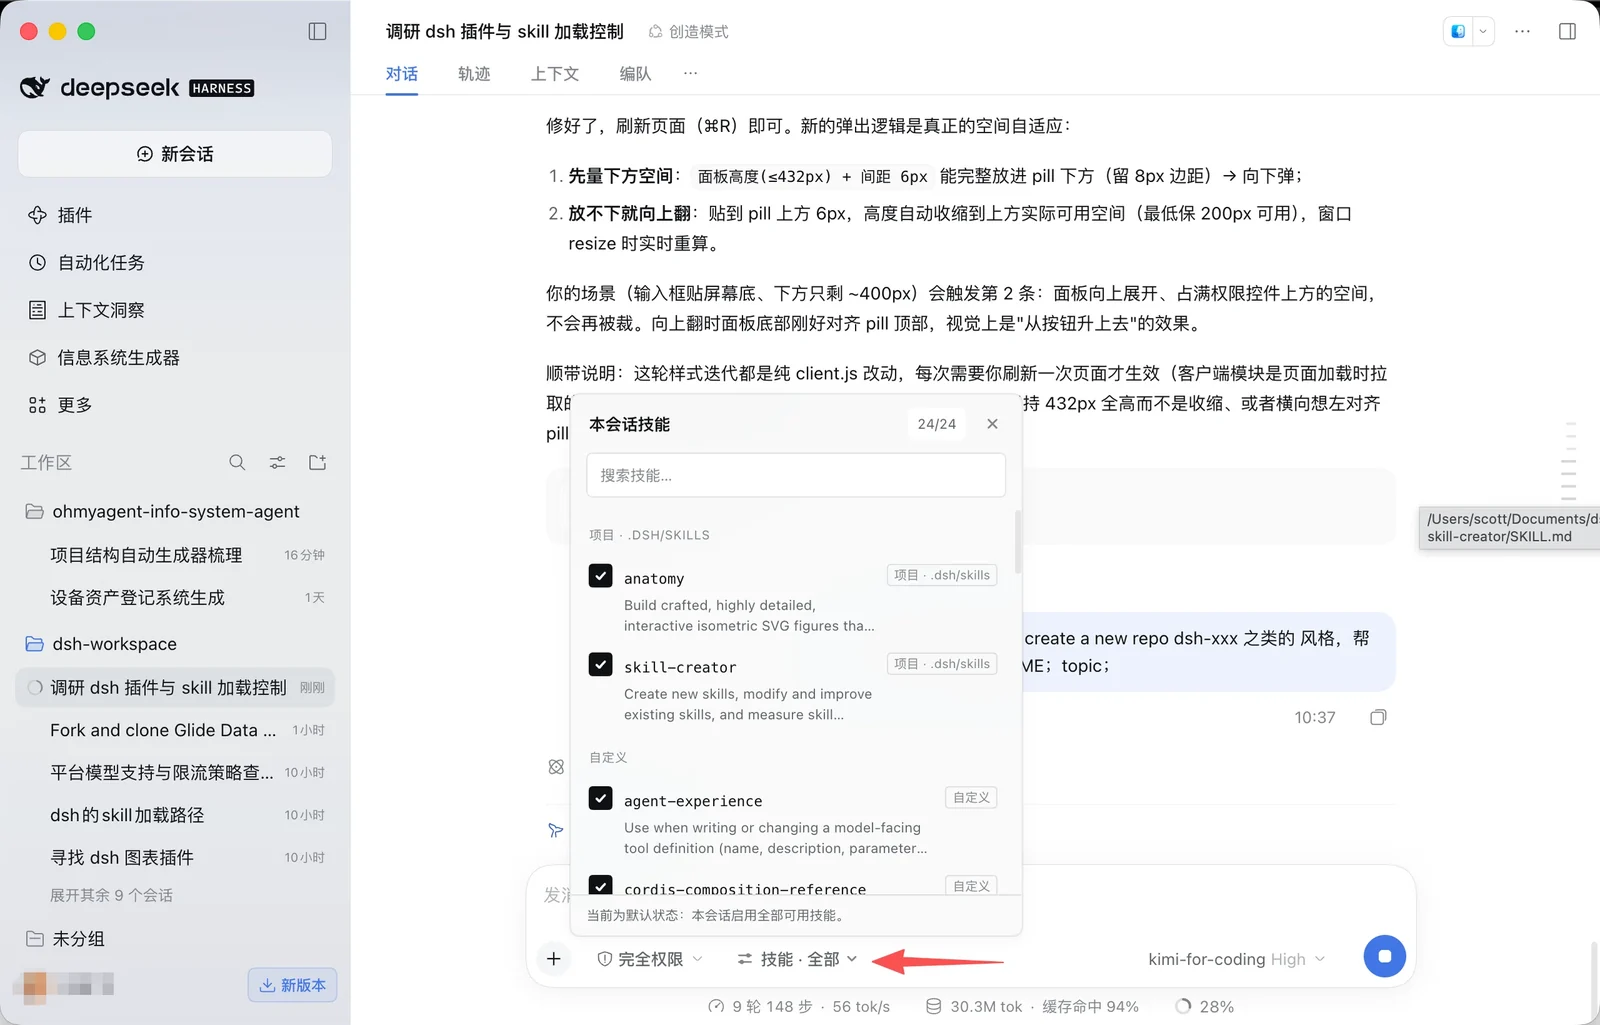 deepseek HARNESS
新会话
插件
自动化任务
上下文洞察
信息系统生成器
更多
工作区
ohmyagent-info-system-agent
项目结构自动生成器梳理 16分钟
设备资产登记系统生成 1天
dsh-workspace
调研 dsh 插件与 skill 加载控制 刚刚
Fork and clone Glide Data ... 1小时
平台模型支持与限流策略查... 10小时
dsh的skill加载路径 10小时
寻找 dsh 图表插件 10小时
展开其余 9 个会话
未分组
新版本
调研 dsh 插件与 skill 加载控制 创造模式
对话 轨迹 上下文 编队 ...
修好了，刷新页面（⌘R）即可。新的弹出逻辑是真正的空间自适应：
1. 先量下方空间： 面板高度(≤432px) + 间距 6px 能完整放进 pill 下方（留 8px 边距）→ 向下弹；
2. 放不下就向上翻：贴到 pill 上方 6px，高度自动收缩到上方实际可用空间（最低保 200px 可用），窗口
resize 时实时重算。
你的场景（输入框贴屏幕底、下方只剩 ~400px）会触发第 2 条：面板向上展开、占满权限控件上方的空间，
不会再被裁。向上翻时面板底部刚好对齐 pill 顶部，视觉上是"从按钮升上去"的效果。
顺带说明：这轮样式迭代都是纯 client.js 改动，每次需要你刷新一次页面才生效（客户端模块是页面加载时拉
取的 持 432px 全高而不是收缩、或者横向想左对齐
pill
本会话技能 24/24
搜索技能...
项目 · .DSH/SKILLS
anatomy 项目 · .dsh/skills
Build crafted, highly detailed,
interactive isometric SVG figures tha...
skill-creator 项目 · .dsh/skills
Create new skills, modify and improve
existing skills, and measure skill...
自定义
agent-experience 自定义
Use when writing or changing a model-facing
tool definition (name, description, parameter...
cordis-composition-reference 自定义
当前为默认状态：本会话启用全部可用技能。
/Users/scott/Documents/ds
skill-creator/SKILL.md
create a new repo dsh-xxx 之类的 风格，帮
ME；topic；
10:37
发消
完全权限 技能 · 全部 kimi-for-coding High
9 轮 148 步 · 56 tok/s 30.3M tok · 缓存命中 94% 28%